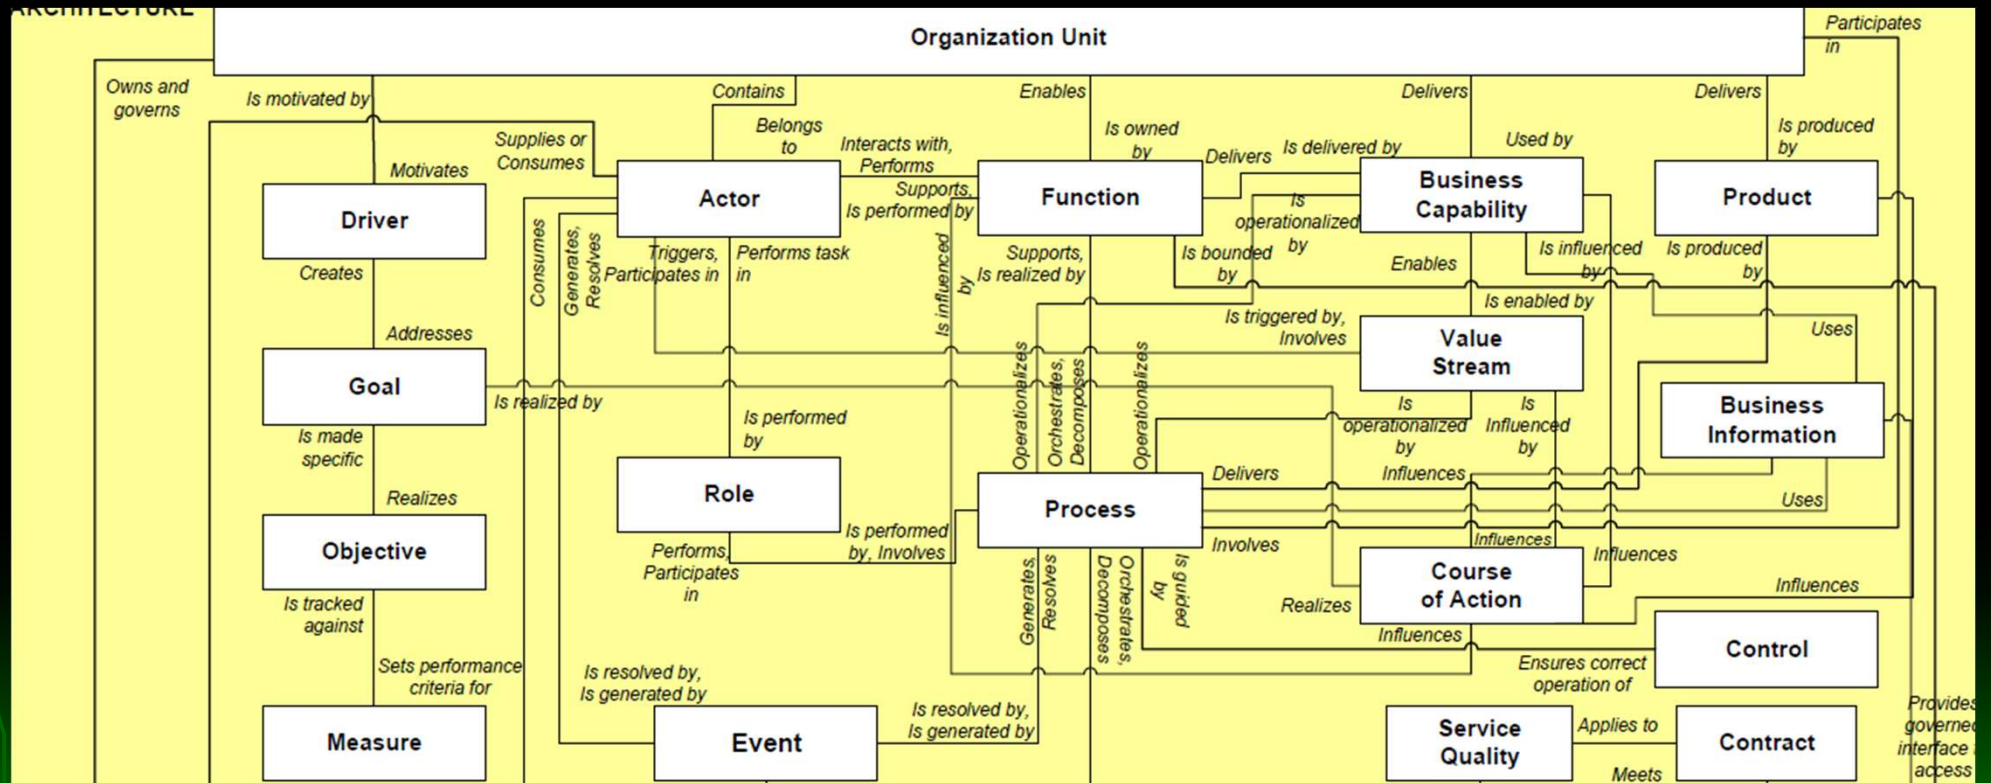 ARCHITECTURE
Organization Unit
Participates
in
Owns and
governs
Is motivated by
Contains
Enables
Delivers
Delivers
Supplies or
Consumes
Belongs
to
Interacts with,
Performs
Is owned
by
Delivers
Is delivered by
Used by
Is produced
by
Motivates
Driver
Actor
Supports,
Is performed by
Function
Is
operationalized
by
Business
Capability
Product
Creates
Consumes
Generates,
Resolves
Triggers,
Participates in
Performs task
in
Is influenced
by
Supports,
Is realized by
Is bounded
by
Enables
Is influenced
by
Is produced
by
Is enabled by
Is triggered by,
Involves
Value
Stream
Uses
Addresses
Goal
Is realized by
Operationalizes
Orchestrates,
Decomposes
Operationalizes
Is
operationalized
by
Is
Influenced
by
Business
Information
Is made
specific
Is performed
by
Realizes
Role
Process
Delivers
Influences
Uses
Objective
Is performed
by, Involves
Involves
Influences
Influences
Performs,
Participates
in
Course
of Action
Influences
Is tracked
against
Generates,
Resolves
Orchestrates,
Decomposes
Is guided
by
Realizes
Influences
Control
Ensures correct
operation of
Sets performance
criteria for
Is resolved by,
Is generated by
Measure
Event
Is resolved by,
Is generated by
Service
Quality
Applies to
Contract
Meets
Provides
governed
interface
access